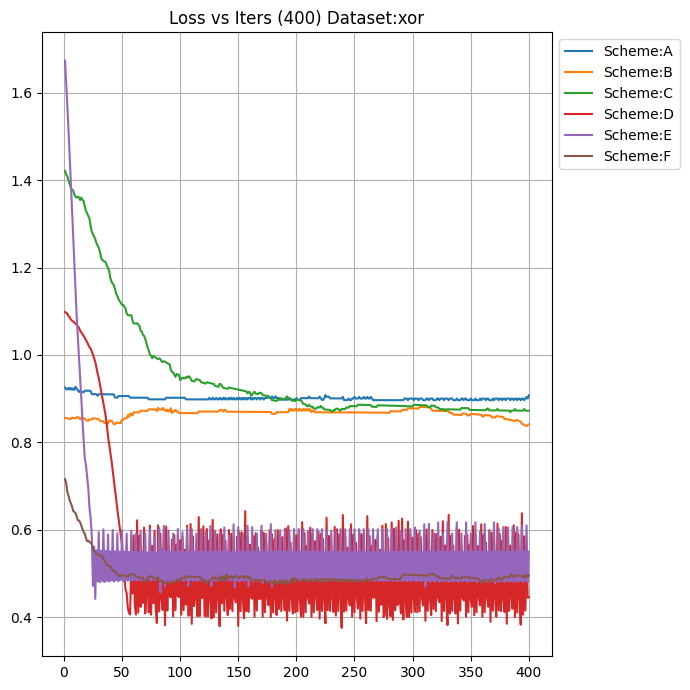 Loss vs Iters (400) Dataset:xor
Scheme:A
Scheme:B
Scheme:C
Scheme:D
Scheme:E
Scheme:F
1.6
1.4
1.2
1.0
0.8
0.6
0.4
0 50 100 150 200 250 300 350 400